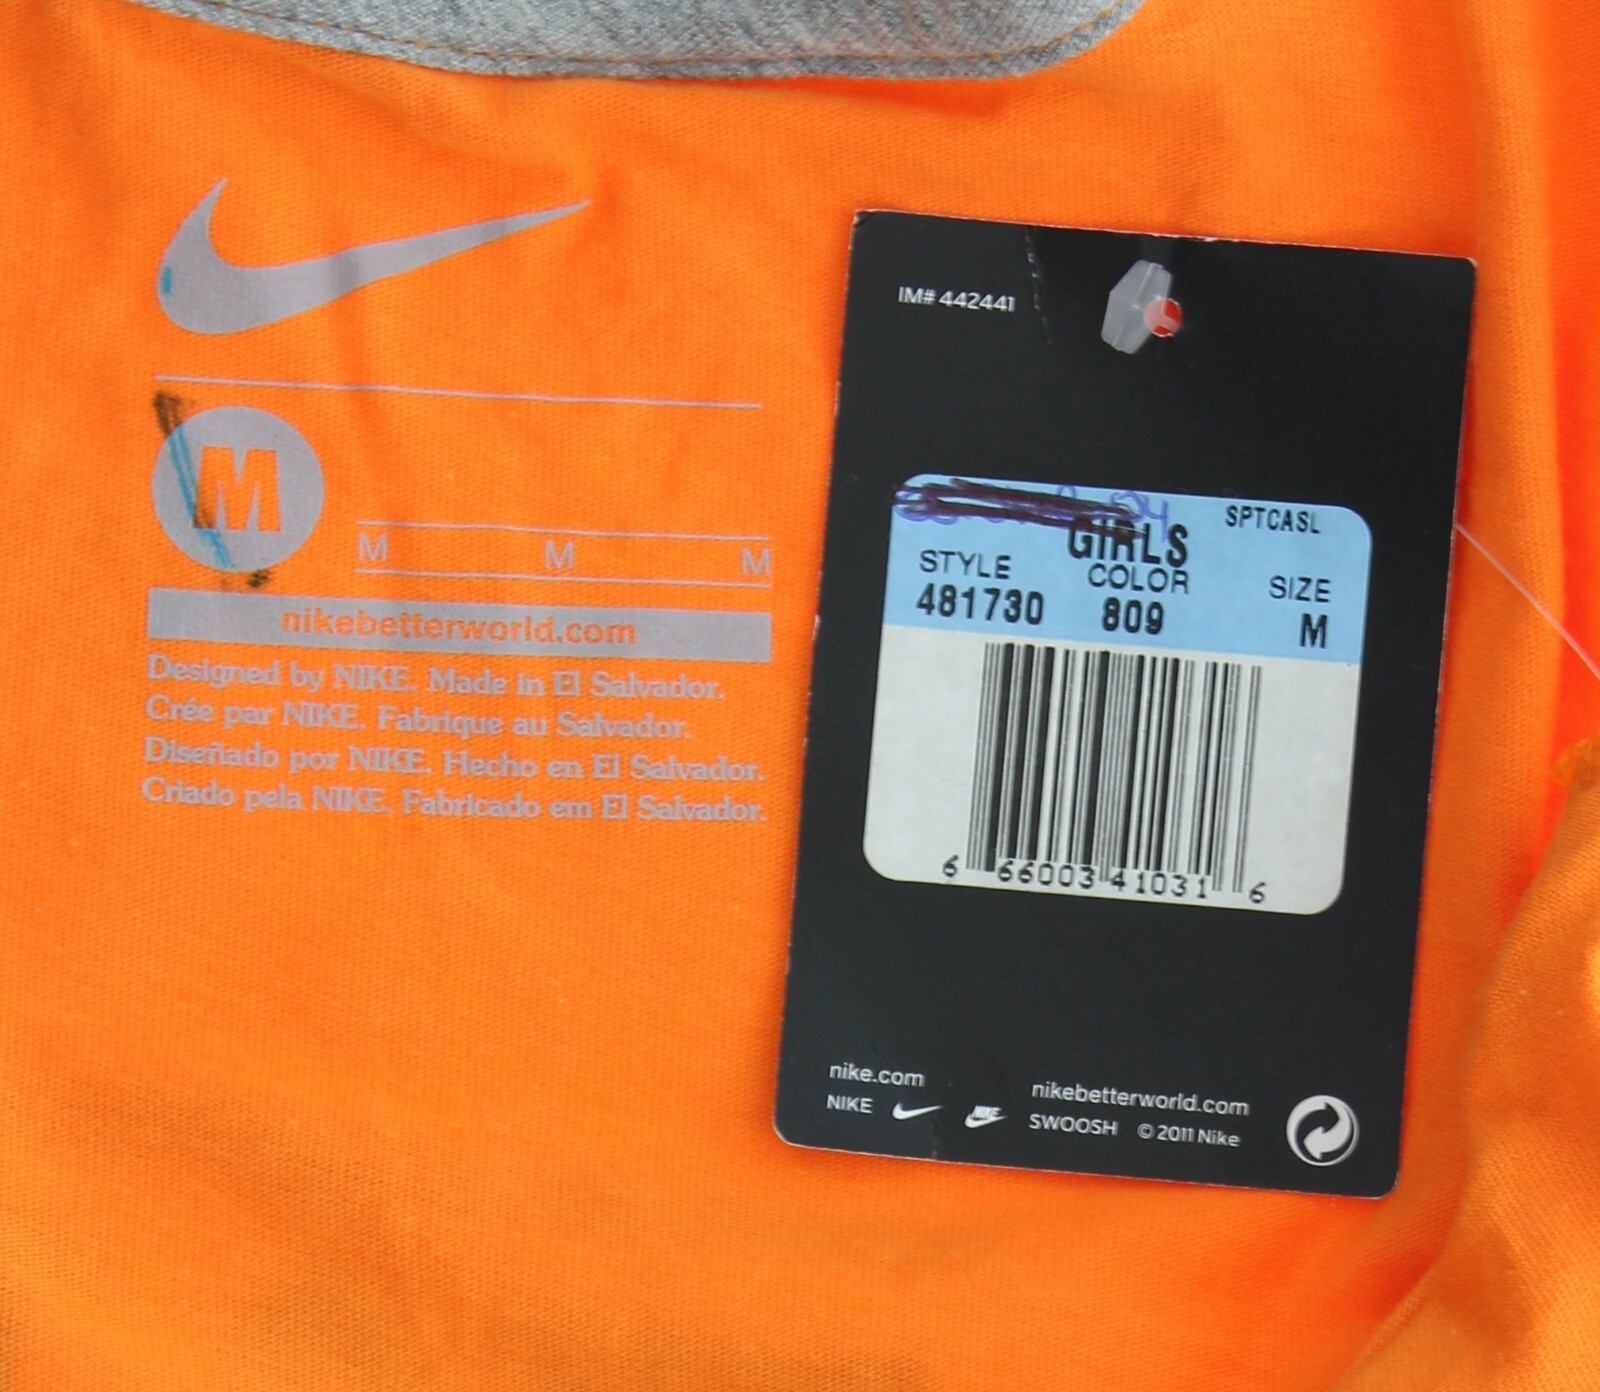 M
M M M
nikebetterworld.com
Designed by NIKE. Made in El Salvador.
Crée par NIKE. Fabrique au Salvador.
Diseñado por NIKE. Hecho en El Salvador.
Criado pela NIKE. Fabricado em El Salvador.
IM# 442441
SPTCASL
GIRLS
STYLE COLOR SIZE
481730 809 M
6 66003 41031 6
nike.com nikebetterworld.com
NIKE NIKE SWOOSH © 2011 Nike